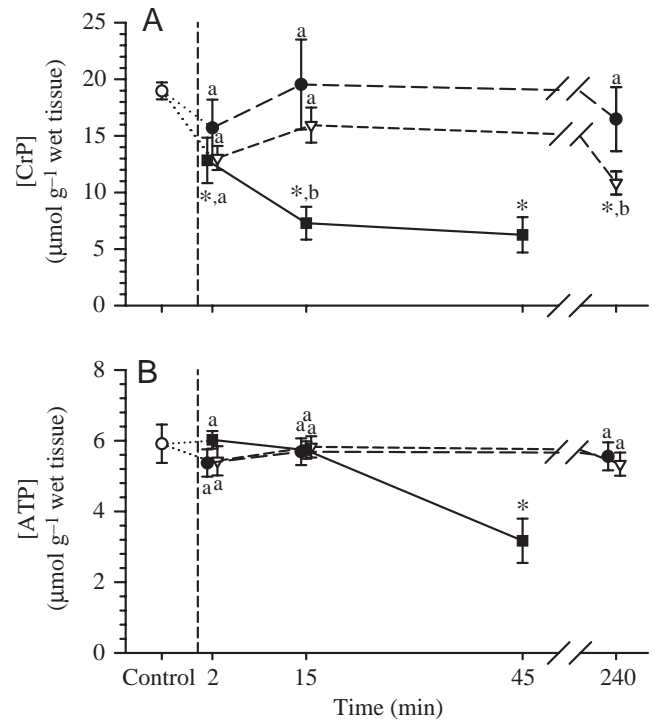 A
25
20
15
10
5
0
[CrP]
(µmol g–1 wet tissue)
a
a
a
a
a
*,a
*,b
*
*,b
B
8
6
4
2
0
[ATP]
(µmol g–1 wet tissue)
a
a
a
a
a
a
a
a
*
Control 2 15 45 240
Time (min)